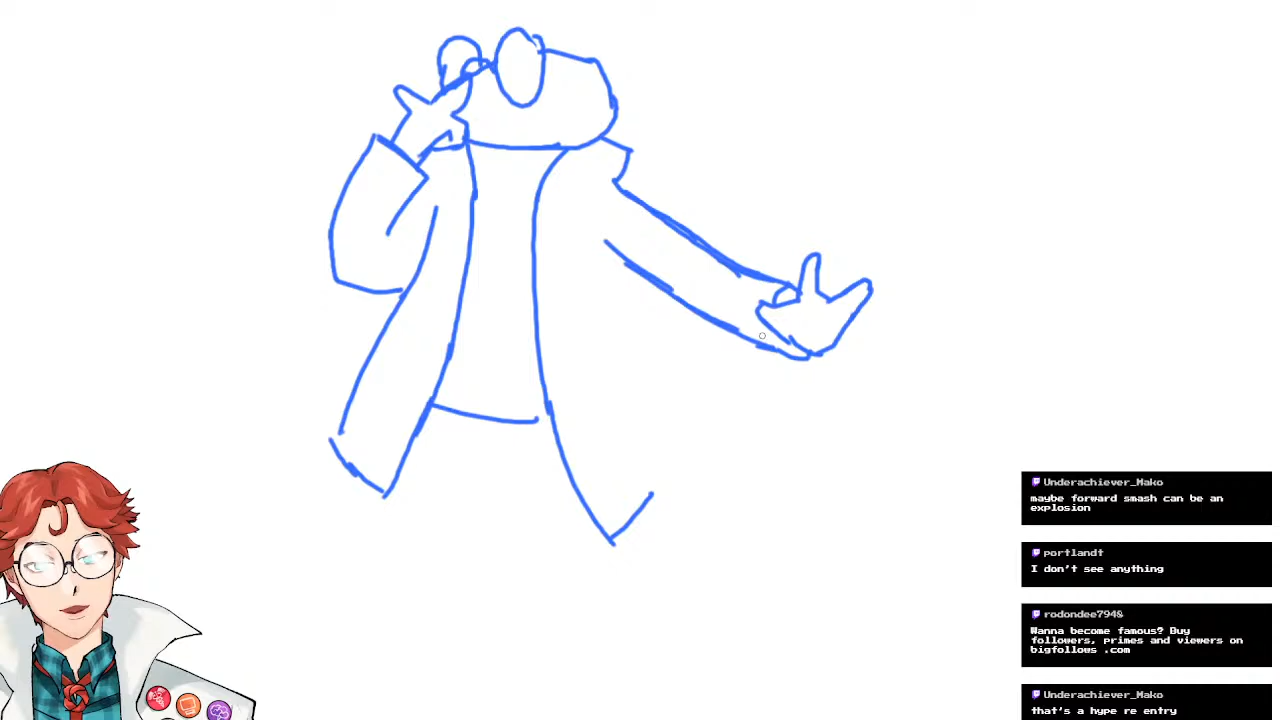 Underachiever_Mako
maybe forward smash can be an
explosion
portlandt
I don't see anything
rodondee7948
Wanna become famous? Buy
followers, primes and viewers on
bigfollows .com
Underachiever_Mako
that's a hype re entry